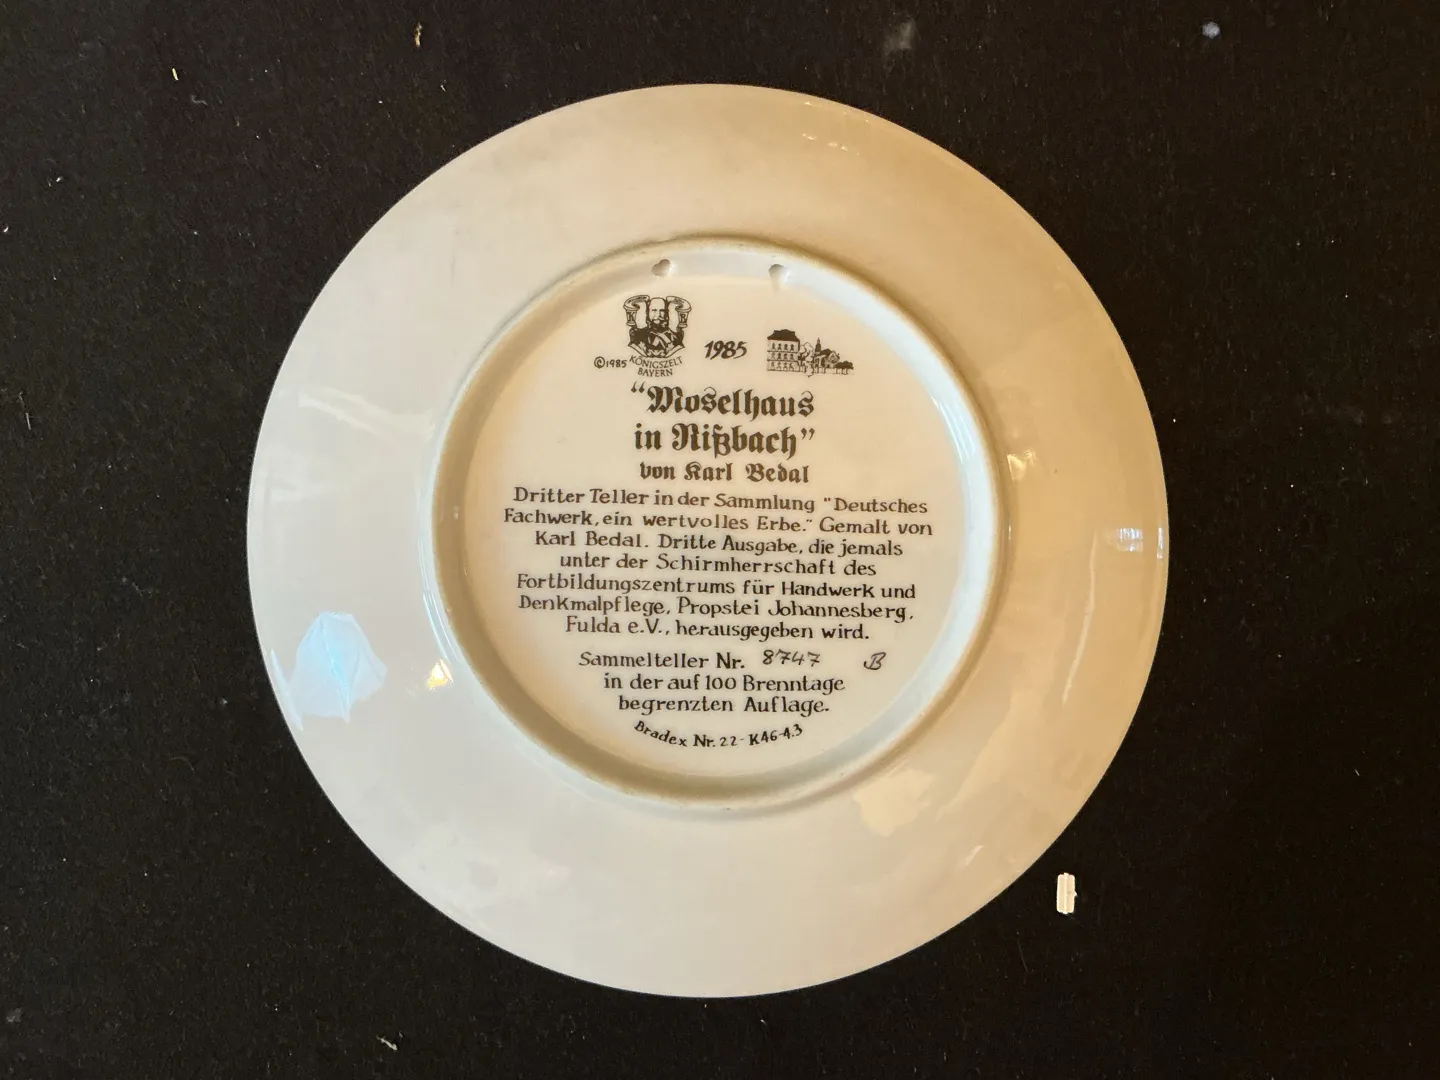 ©1985 KÖNIGSZELT
BAYERN
1985
“Moselhaus
in Rißbach”
von Karl Bedal
Dritter Teller in der Sammlung "Deutsches
Fachwerk, ein wertvolles Erbe." Gemalt von
Karl Bedal. Dritte Ausgabe, die jemals
unter der Schirmherrschaft des
Fortbildungszentrums für Handwerk und
Denkmalpflege, Propstei Johannesberg,
Fulda e.V., herausgegeben wird.
Sammelteller Nr. 8747 B
in der auf 100 Brenntage
begrenzten Auflage.
Bradex Nr. 22-K46-4.3